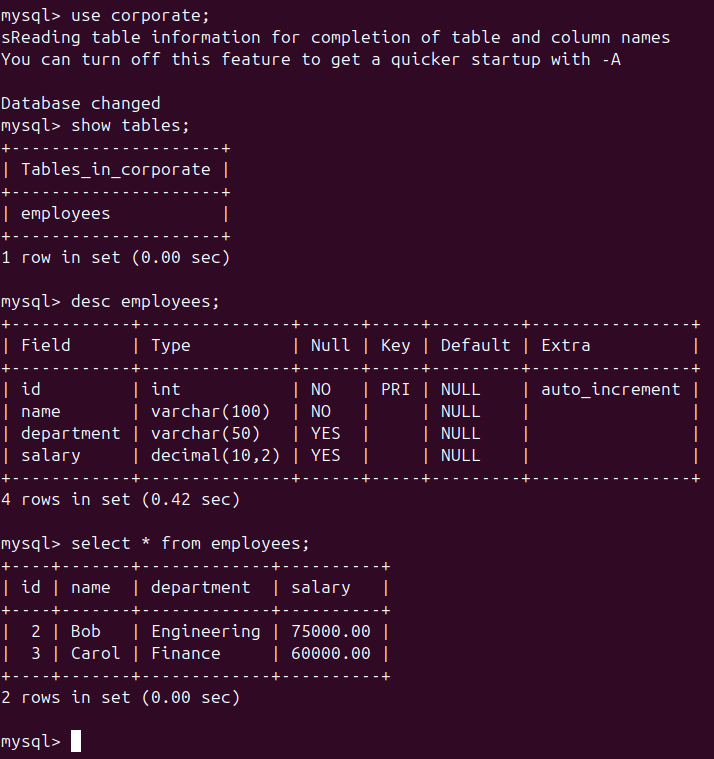 mysql> use corporate;
sReading table information for completion of table and column names
You can turn off this feature to get a quicker startup with -A

Database changed
mysql> show tables;
+---------------------+
| Tables_in_corporate |
+---------------------+
| employees           |
+---------------------+
1 row in set (0.00 sec)

mysql> desc employees;
+------------+---------------+------+-----+---------+----------------+
| Field      | Type          | Null | Key | Default | Extra          |
+------------+---------------+------+-----+---------+----------------+
| id         | int           | NO   | PRI | NULL    | auto_increment |
| name       | varchar(100)  | NO   |     | NULL    |                |
| department | varchar(50)   | YES  |     | NULL    |                |
| salary     | decimal(10,2) | YES  |     | NULL    |                |
+------------+---------------+------+-----+---------+----------------+
4 rows in set (0.42 sec)

mysql> select * from employees;
+----+-------+-------------+----------+
| id | name  | department  | salary   |
+----+-------+-------------+----------+
|  2 | Bob   | Engineering | 75000.00 |
|  3 | Carol | Finance     | 60000.00 |
+----+-------+-------------+----------+
2 rows in set (0.00 sec)

mysql>